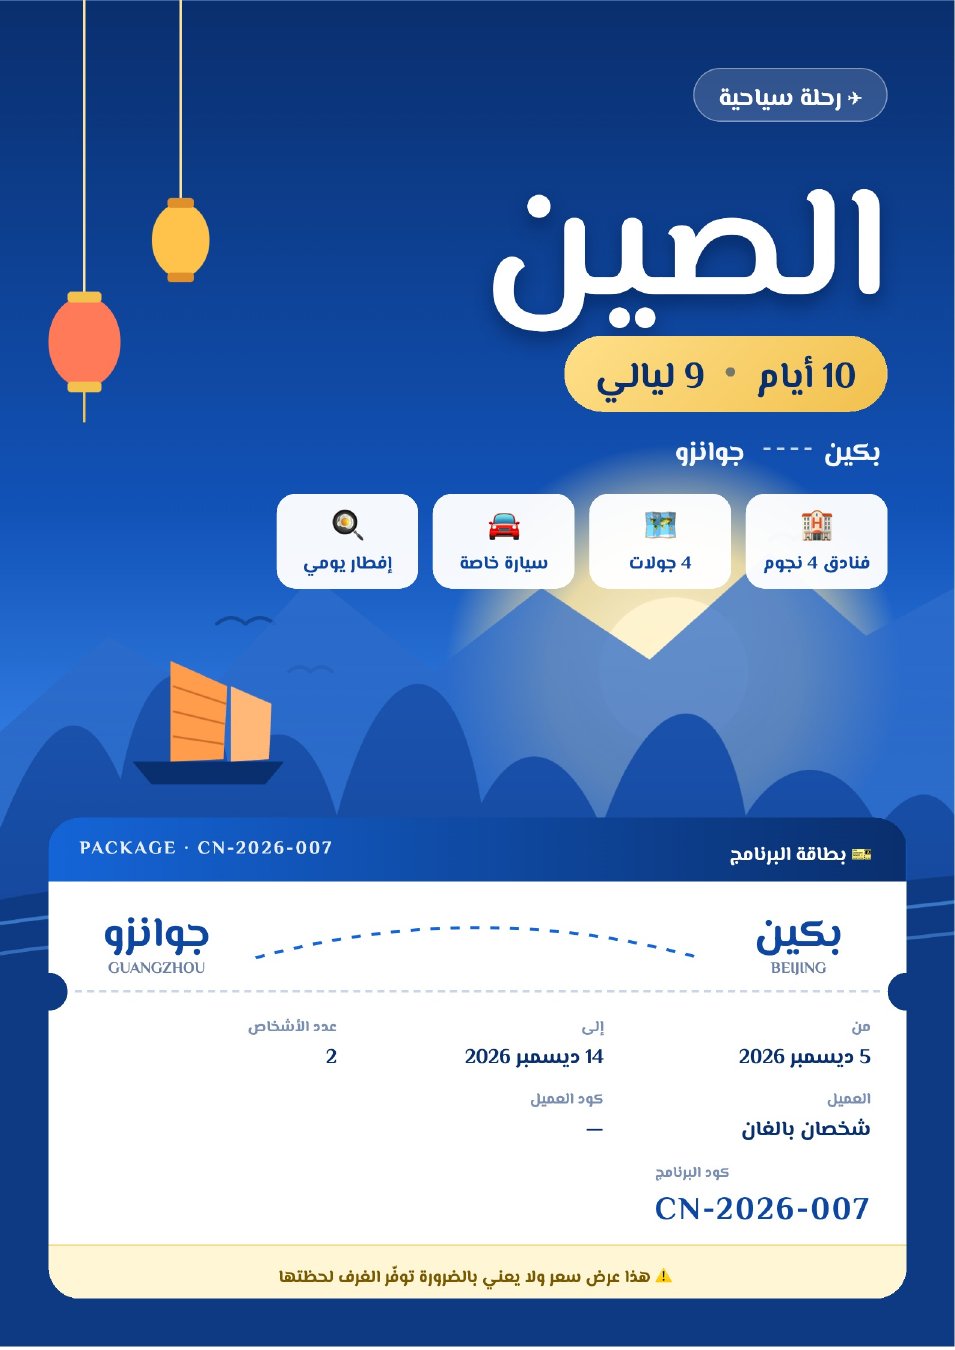 ✈ رحلة سياحية
الصين
10 أيام • 9 ليالي
بكين ---- جوانزو
فنادق 4 نجوم
4 جولات
سيارة خاصة
إفطار يومي
🎫 بطاقة البرنامج
PACKAGE · CN-2026-007
بكين
BEIJING
جوانزو
GUANGZHOU
من
5 ديسمبر 2026
إلى
14 ديسمبر 2026
عدد الأشخاص
2
العميل
شخصان بالغان
كود العميل
—
كود البرنامج
CN-2026-007
⚠️ هذا عرض سعر ولا يعني بالضرورة توفّر الغرف لحظتها